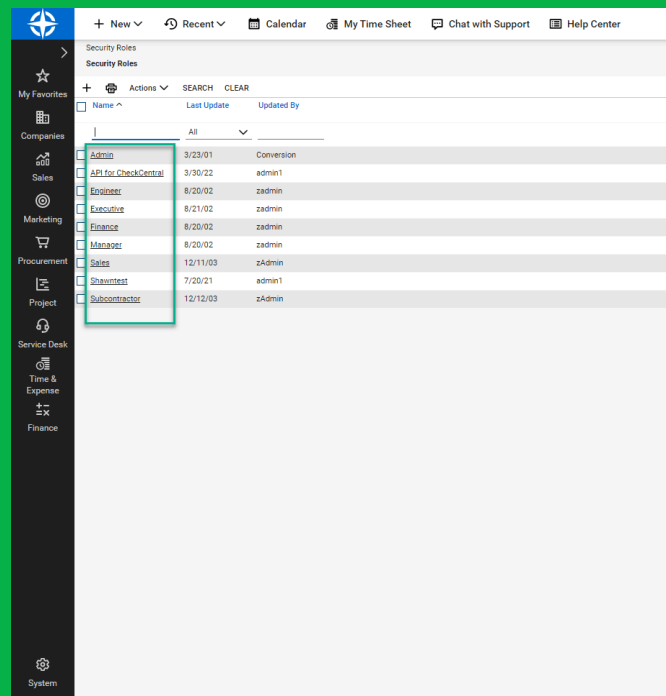 New Recent Calendar My Time Sheet Chat with Support Help Center
Security Roles
Security Roles
Actions SEARCH CLEAR
Name Last Update Updated By
All
Admin 3/23/01 Conversion
API for CheckCentral 3/30/22 admin1
Engineer 8/20/02 zadmin
Executive 8/21/02 zadmin
Finance 8/20/02 zadmin
Manager 8/20/02 zadmin
Sales 12/11/03 zAdmin
Shawntest 7/20/21 admin1
Subcontractor 12/12/03 zAdmin
My Favorites
Companies
Sales
Marketing
Procurement
Project
Service Desk
Time &
Expense
Finance
System